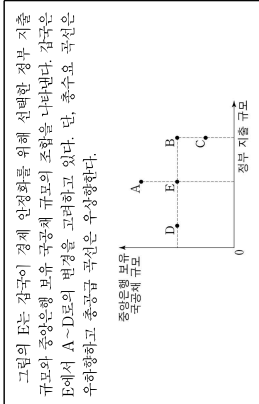 그림의 E는 갑국이 경제 안정화를 위해 선택한 정부 지출
규모와 중앙은행 보유 국공채 규모의 조합을 나타낸다. 갑국은
E에서 A~D로의 변경을 고려하고 있다. 단, 총수요 곡선은
우하향하고 총공급 곡선은 우상향한다.
중앙은행 보유
국공채 규모
A
D
E
B
C
0
정부 지출 규모